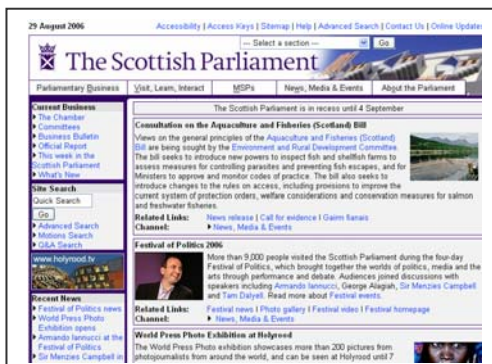 29 August 2006
Accessibility | Access Keys | Sitemap | Help | Advanced Search | Contact Us | Online Updates
--- Select a section --- Go
The Scottish Parliament
Parliamentary Business
Visit, Learn, Interact
MSPs
News, Media & Events
About the Parliament
Current Business
The Chamber
Committees
Business Bulletin
Official Report
This week in the
Scottish Parliament
What's New
Site Search
Quick Search
Go
Advanced Search
Motions Search
Q&A Search
www.holyrood.tv
Recent News
Festival of Politics news
World Press Photo
Exhibition opens
Armando Iannucci at the
Festival of Politics
Sir Menzies Campbell in
The Scottish Parliament is in recess until 4 September
Consultation on the Aquaculture and Fisheries (Scotland) Bill
Views on the general principles of the Aquaculture and Fisheries (Scotland)
Bill are being sought by the Environment and Rural Development Committee.
The bill seeks to introduce new powers to inspect fish and shellfish farms to
assess measures for controlling parasites and preventing fish escapes, and for
Ministers to approve and monitor codes of practice. The bill also seeks to
introduce changes to the rules on access, including provisions to improve the
current system of protection orders, welfare considerations and conservation measures for salmon
and freshwater fisheries.
Related Links: News release | Call for evidence | Gairm fianais
Channel: News, Media & Events
Festival of Politics 2006
More than 9,000 people visited the Scottish Parliament during the four-day
Festival of Politics, which brought together the worlds of politics, media and the
arts through performance and debate. Audiences joined discussions with
speakers including Armando Iannucci, George Alagiah, Sir Menzies Campbell
and Tam Dalyell. Read more about Festival events.
Related Links: Festival news | Photo gallery | Festival video | Festival homepage
Channel: News, Media & Events
World Press Photo Exhibition at Holyrood
The World Press Photo exhibition showcases more than 200 pictures from
photojournalists from around the world, and can be seen at Holyrood until 7